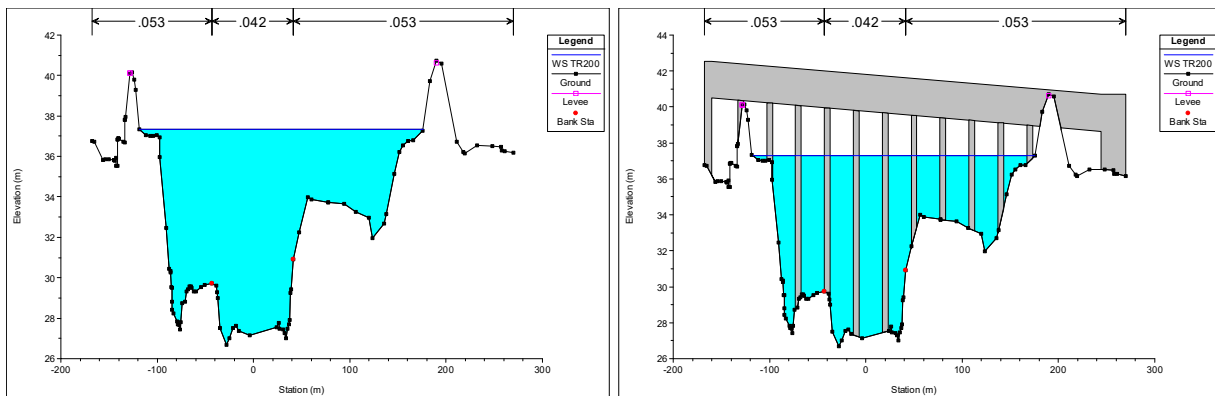 .053 .042 .053
42
40
38
36
34
32
30
28
26
-200 -100 0 100 200 300
Station (m)
Elevation (m)
Legend
WS TR200
Ground
Levee
Bank Sta
.053 .042 .053
44
42
40
38
36
34
32
30
28
26
-200 -100 0 100 200 300
Station (m)
Elevation (m)
Legend
WS TR200
Ground
Levee
Bank Sta